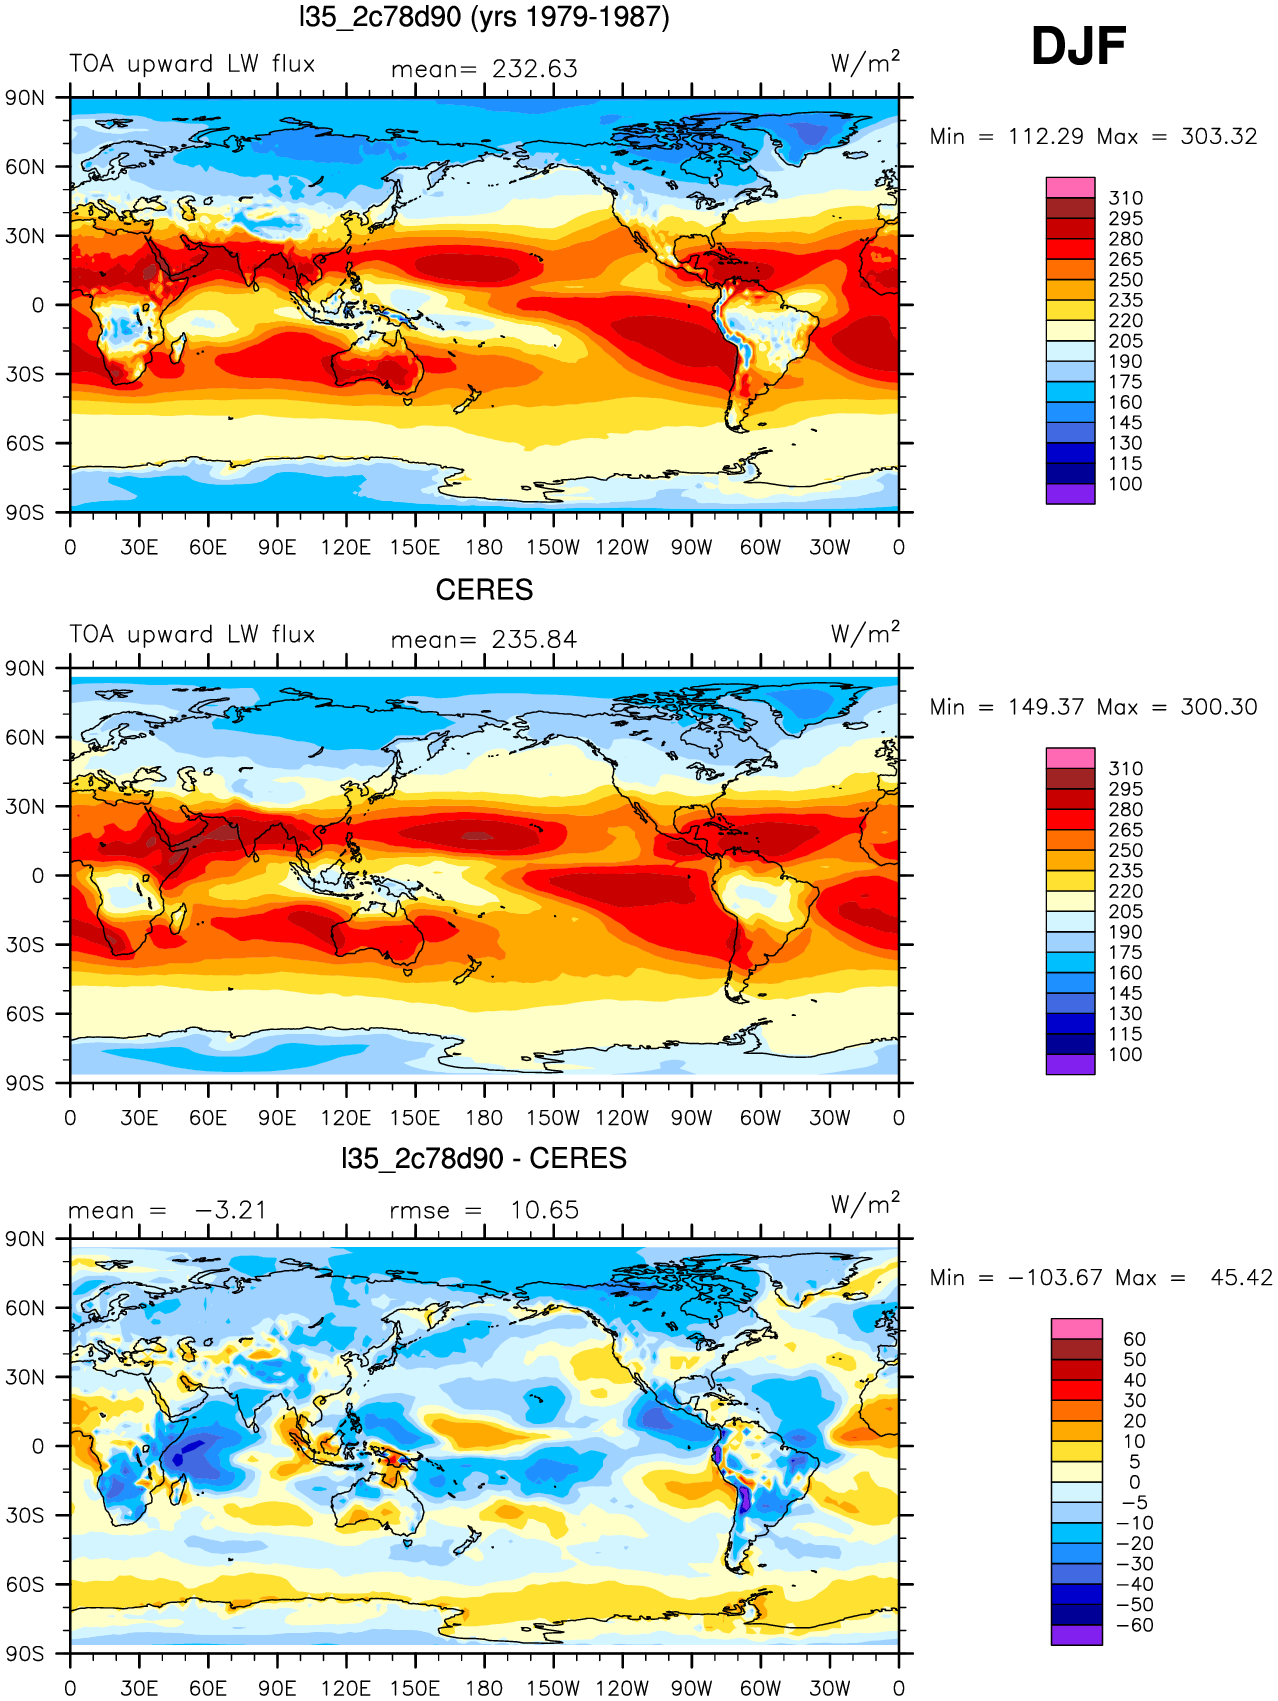 l35_2c78d90 (yrs 1979-1987)
DJF
TOA upward LW flux mean= 232.63 W/m²
Min = 112.29 Max = 303.32
90N
60N
30N
0
30S
60S
90S
0 30E 60E 90E 120E 150E 180 150W 120W 90W 60W 30W 0
310
295
280
265
250
235
220
205
190
175
160
145
130
115
100
CERES
TOA upward LW flux mean= 235.84 W/m²
Min = 149.37 Max = 300.30
90N
60N
30N
0
30S
60S
90S
0 30E 60E 90E 120E 150E 180 150W 120W 90W 60W 30W 0
310
295
280
265
250
235
220
205
190
175
160
145
130
115
100
l35_2c78d90 - CERES
mean = −3.21 rmse = 10.65 W/m²
Min = −103.67 Max = 45.42
90N
60N
30N
0
30S
60S
90S
0 30E 60E 90E 120E 150E 180 150W 120W 90W 60W 30W 0
60
50
40
30
20
10
5
0
−5
−10
−20
−30
−40
−50
−60